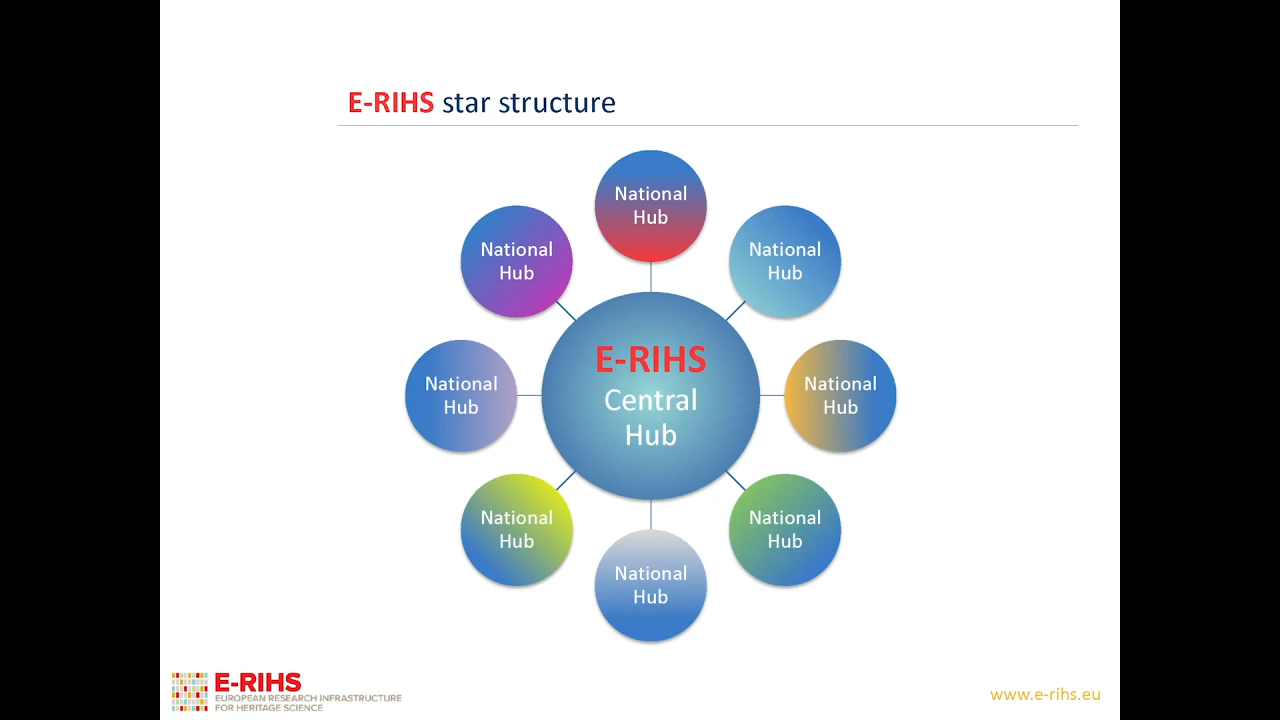 E-RIHS star structure
National
Hub
National
Hub
National
Hub
National
Hub
National
Hub
National
Hub
National
Hub
National
Hub
E-RIHS
Central
Hub
E-RIHS
EUROPEAN RESEARCH INFRASTRUCTURE
FOR HERITAGE SCIENCE
www.e-rihs.eu